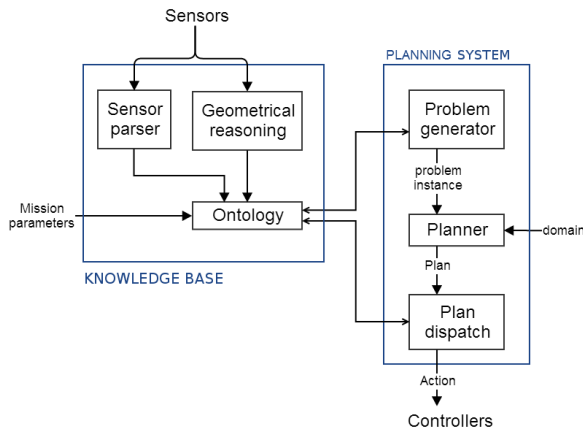 Sensors
PLANNING SYSTEM
Sensor
parser
Geometrical
reasoning
Problem
generator
problem
instance
Mission
parameters
Ontology
Planner
domain
KNOWLEDGE BASE
Plan
Plan
dispatch
Action
Controllers